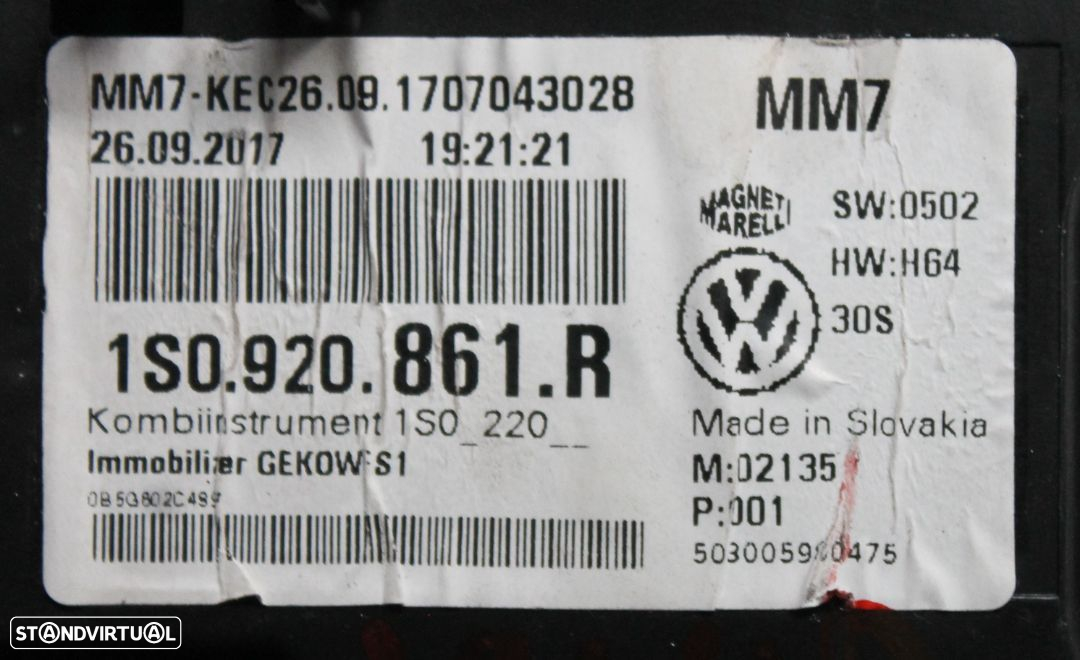 MM7-KEC26.09.1707043028
26.09.2017 19:21:21
1S0.920.861.R
Kombiinstrument 1S0_220__
Immobilizer GEKOWFS1
MM7
MAGNETI
MARELLI
SW:0502
HW:H64
30S
Made in Slovakia
M:02135
P:001
STANDVIRTUAL